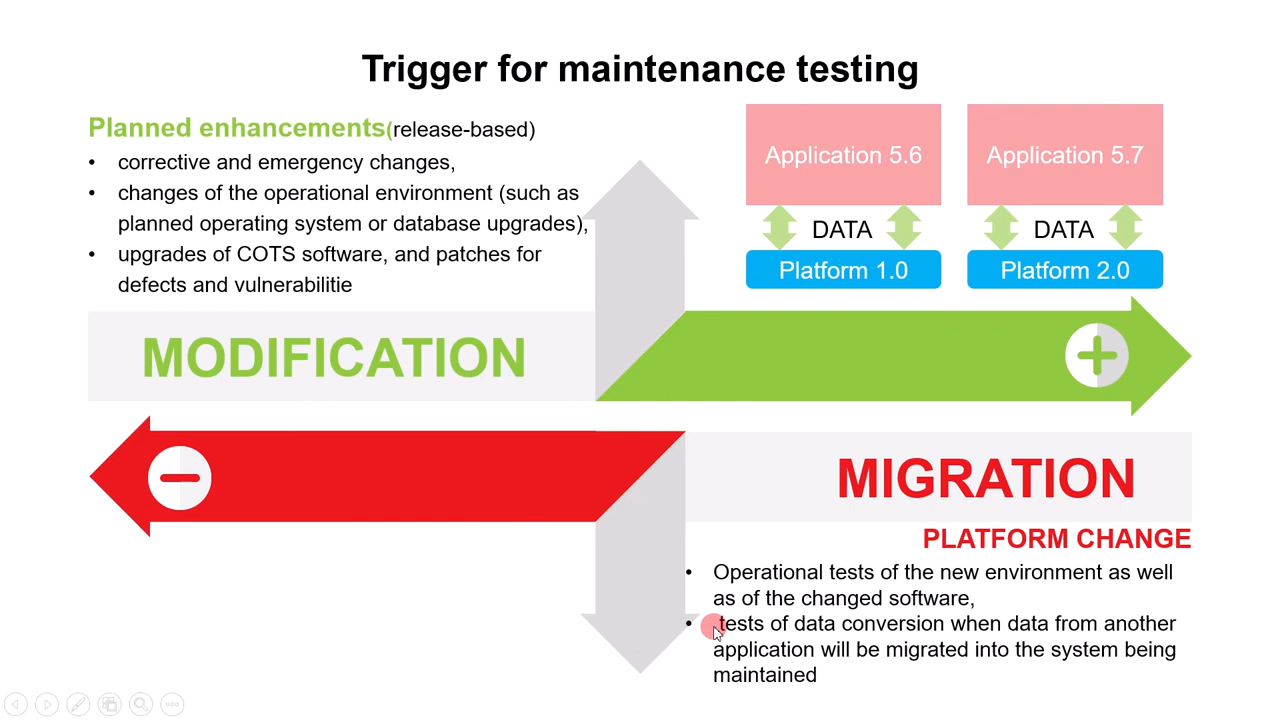 Trigger for maintenance testing
Planned enhancements(release-based)
• corrective and emergency changes,
• changes of the operational environment (such as
planned operating system or database upgrades),
• upgrades of COTS software, and patches for
defects and vulnerabilitie
Application 5.6
DATA
Platform 1.0
Application 5.7
DATA
Platform 2.0
MODIFICATION
MIGRATION
PLATFORM CHANGE
• Operational tests of the new environment as well
as of the changed software,
• tests of data conversion when data from another
application will be migrated into the system being
maintained